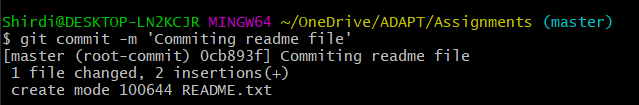 Shirdi@DESKTOP-LN2KCJR MINGW64 ~/OneDrive/ADAPT/Assignments (master)
$ git commit -m 'Commiting readme file'
[master (root-commit) 0cb893f] Commiting readme file
 1 file changed, 2 insertions(+)
 create mode 100644 README.txt